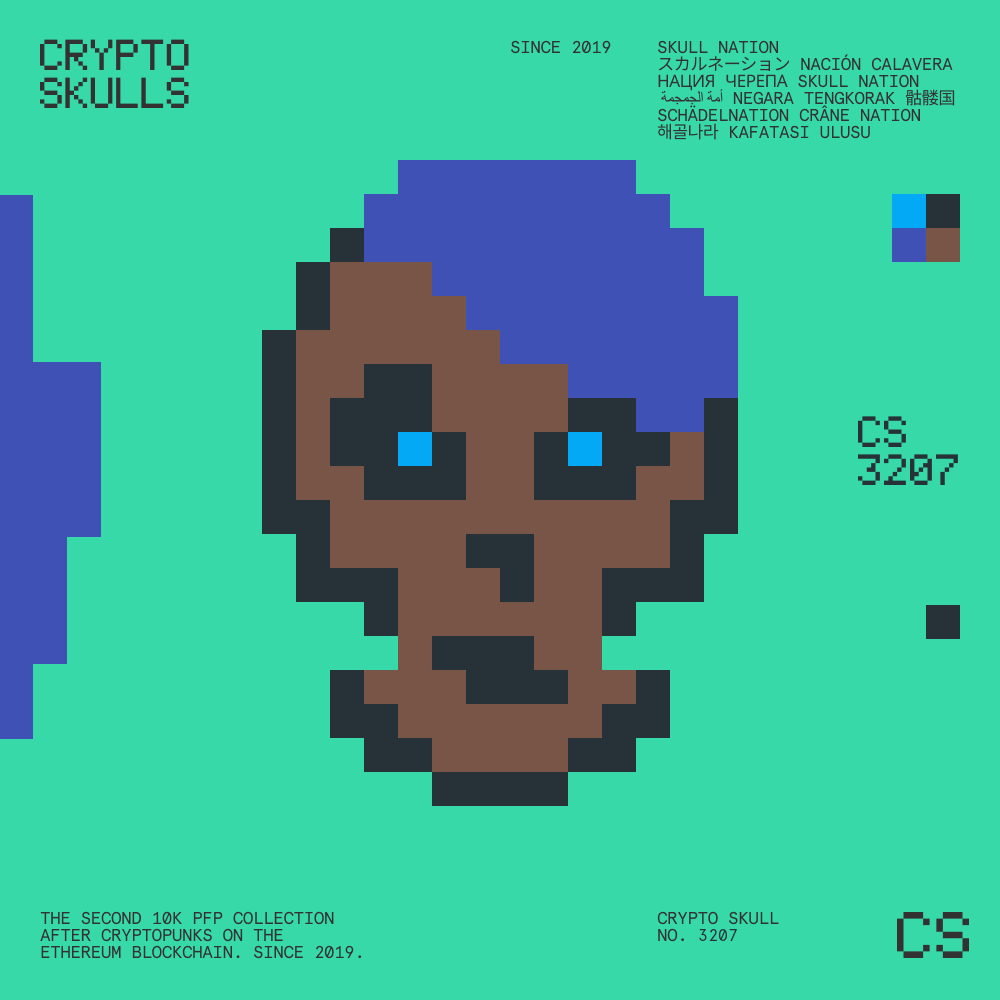 CRYPTO
SKULLS
SINCE 2019
SKULL NATION
スカルネーション NACIÓN CALAVERA
НАЦИЯ ЧЕРЕПА SKULL NATION
أمة الجمجمة NEGARA TENGKORAK 骷髏国
SCHÄDELNATION CRÂNE NATION
해골나라 KAFATASI ULUSU
CS
3207
THE SECOND 10K PFP COLLECTION
AFTER CRYPTOPUNKS ON THE
ETHEREUM BLOCKCHAIN. SINCE 2019.
CRYPTO SKULL
NO. 3207
CS